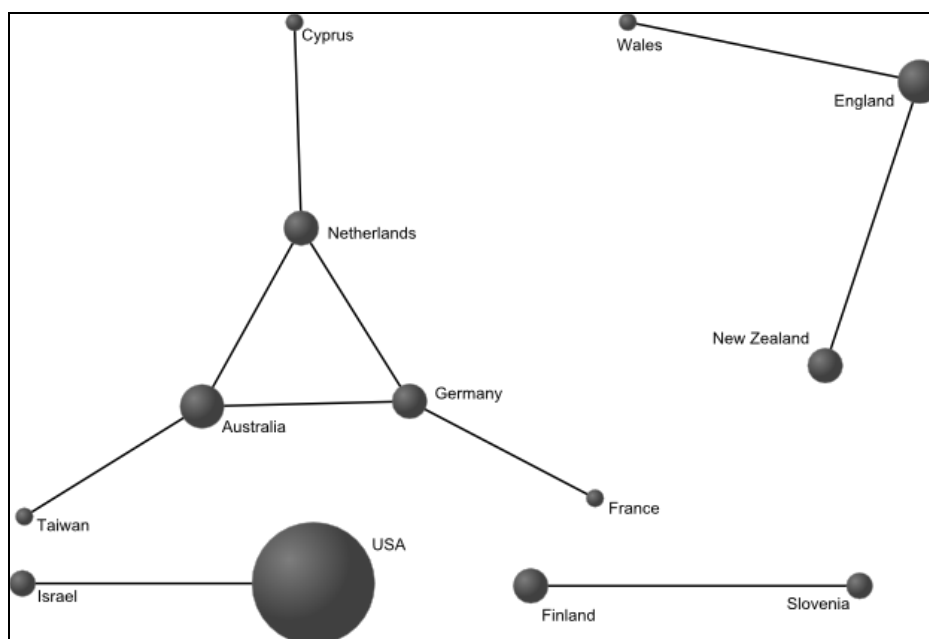 Cyprus
Wales
England
Netherlands
New Zealand
Germany
Australia
France
Taiwan
USA
Israel
Finland
Slovenia